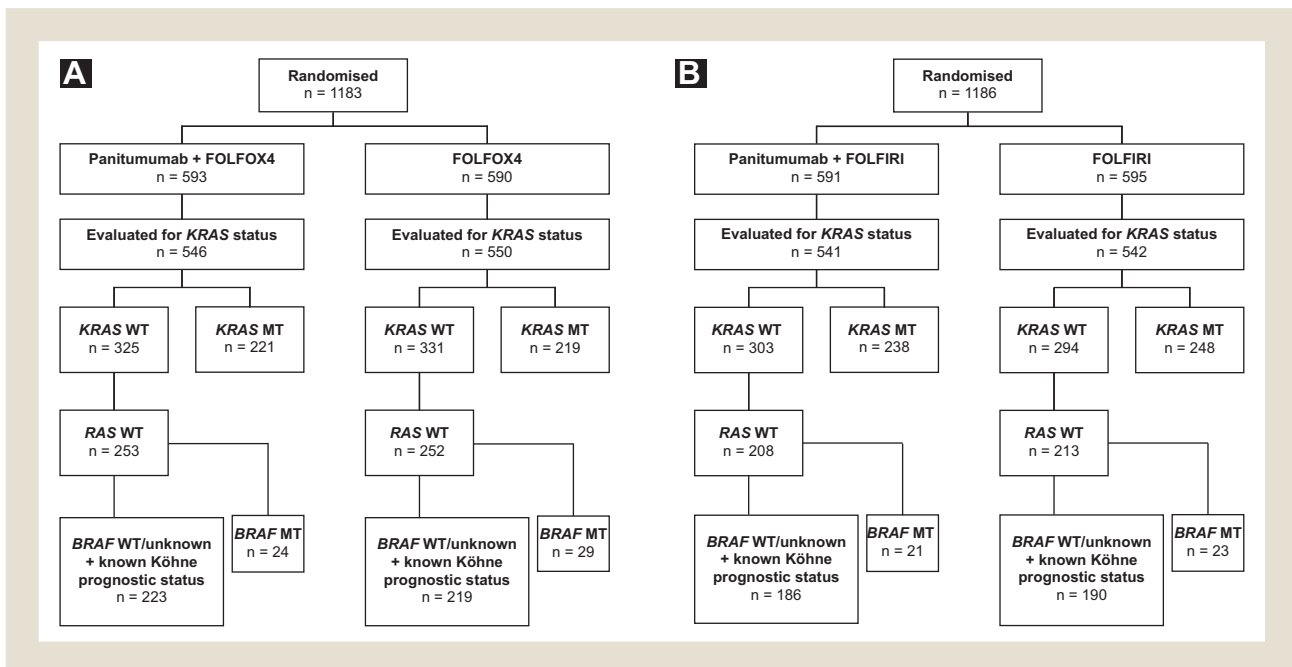 A
Randomised
n = 1183
Panitumumab + FOLFOX4
n = 593
FOLFOX4
n = 590
Evaluated for KRAS status
n = 546
Evaluated for KRAS status
n = 550
KRAS WT
n = 325
KRAS MT
n = 221
KRAS WT
n = 331
KRAS MT
n = 219
RAS WT
n = 253
RAS WT
n = 252
BRAF WT/unknown
+ known Köhne
prognostic status
n = 223
BRAF MT
n = 24
BRAF WT/unknown
+ known Köhne
prognostic status
n = 219
BRAF MT
n = 29
B
Randomised
n = 1186
Panitumumab + FOLFIRI
n = 591
FOLFIRI
n = 595
Evaluated for KRAS status
n = 541
Evaluated for KRAS status
n = 542
KRAS WT
n = 303
KRAS MT
n = 238
KRAS WT
n = 294
KRAS MT
n = 248
RAS WT
n = 208
RAS WT
n = 213
BRAF WT/unknown
+ known Köhne
prognostic status
n = 186
BRAF MT
n = 21
BRAF WT/unknown
+ known Köhne
prognostic status
n = 190
BRAF MT
n = 23